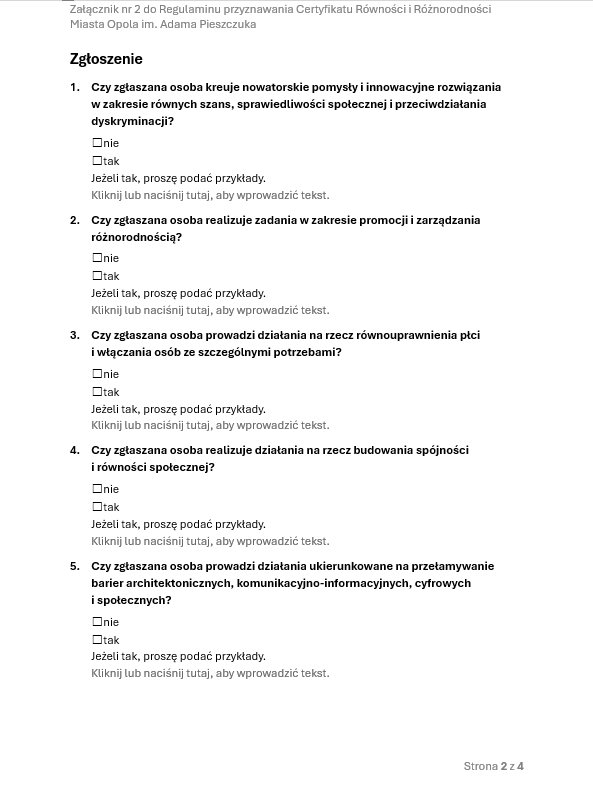 Załącznik nr 2 do Regulaminu przyznawania Certyfikatu Równości i Różnorodności
Miasta Opola im. Adama Pieszczuka
Zgłoszenie
1. Czy zgłaszana osoba kreuje nowatorskie pomysły i innowacyjne rozwiązania
w zakresie równych szans, sprawiedliwości społecznej i przeciwdziałania
dyskryminacji?
☐nie
☐tak
Jeżeli tak, proszę podać przykłady.
Kliknij lub naciśnij tutaj, aby wprowadzić tekst.
2. Czy zgłaszana osoba realizuje zadania w zakresie promocji i zarządzania
różnorodnością?
☐nie
☐tak
Jeżeli tak, proszę podać przykłady.
Kliknij lub naciśnij tutaj, aby wprowadzić tekst.
3. Czy zgłaszana osoba prowadzi działania na rzecz równouprawnienia płci
i włączania osób ze szczególnymi potrzebami?
☐nie
☐tak
Jeżeli tak, proszę podać przykłady.
Kliknij lub naciśnij tutaj, aby wprowadzić tekst.
4. Czy zgłaszana osoba realizuje działania na rzecz budowania spójności
i równości społecznej?
☐nie
☐tak
Jeżeli tak, proszę podać przykłady.
Kliknij lub naciśnij tutaj, aby wprowadzić tekst.
5. Czy zgłaszana osoba prowadzi działania ukierunkowane na przełamywanie
barier architektonicznych, komunikacyjno-informacyjnych, cyfrowych
i społecznych?
☐nie
☐tak
Jeżeli tak, proszę podać przykłady.
Kliknij lub naciśnij tutaj, aby wprowadzić tekst.
Strona 2 z 4